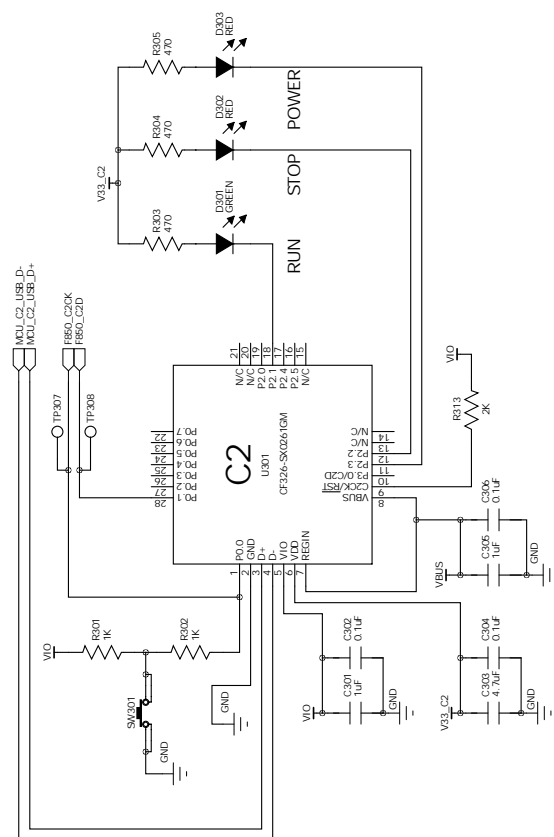 MCU_C2_USB_D-
MCU_C2_USB_D+
F850_C2CK
F850_C2D
TP307
TP308
V33_C2
R303
470
R304
470
R305
470
D301
GREEN
D302
RED
D303
RED
RUN
STOP
POWER
VIO
R301
1K
R302
1K
SW301
GND
GND
C2
U301
CF326-SX0261GM
1 P0.0
2 GND
3 D+
4 D-
5 VIO
6 VDD
7 REGIN
8 VBUS
9 C2CK/RST
10 P3.0/C2D
11 P2.3
12 P2.2
13 N/C
14 N/C
15 N/C
16 P2.5
17 P2.4
18 P2.1
19 P2.0
20 N/C
21 N/C
22 P0.7
23 P0.6
24 P0.5
25 P0.4
26 P0.3
27 P0.2
28 P0.1
VIO
R313
2K
VIO
C301
1uF
C302
0.1uF
GND
V33_C2
C303
4.7uF
C304
0.1uF
GND
VBUS
C305
1uF
C306
0.1uF
GND